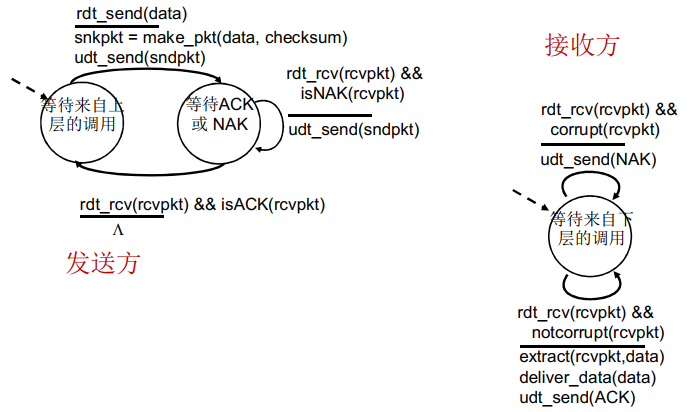 rdt_send(data)
snkpkt = make_pkt(data, checksum)
udt_send(sndpkt)
等待来自上
层的调用
等待ACK
或 NAK
rdt_rcv(rcvpkt) &&
isNAK(rcvpkt)
udt_send(sndpkt)
rdt_rcv(rcvpkt) && isACK(rcvpkt)
Λ
发送方
接收方
rdt_rcv(rcvpkt) &&
corrupt(rcvpkt)
udt_send(NAK)
等待来自下
层的调用
rdt_rcv(rcvpkt) &&
notcorrupt(rcvpkt)
extract(rcvpkt,data)
deliver_data(data)
udt_send(ACK)